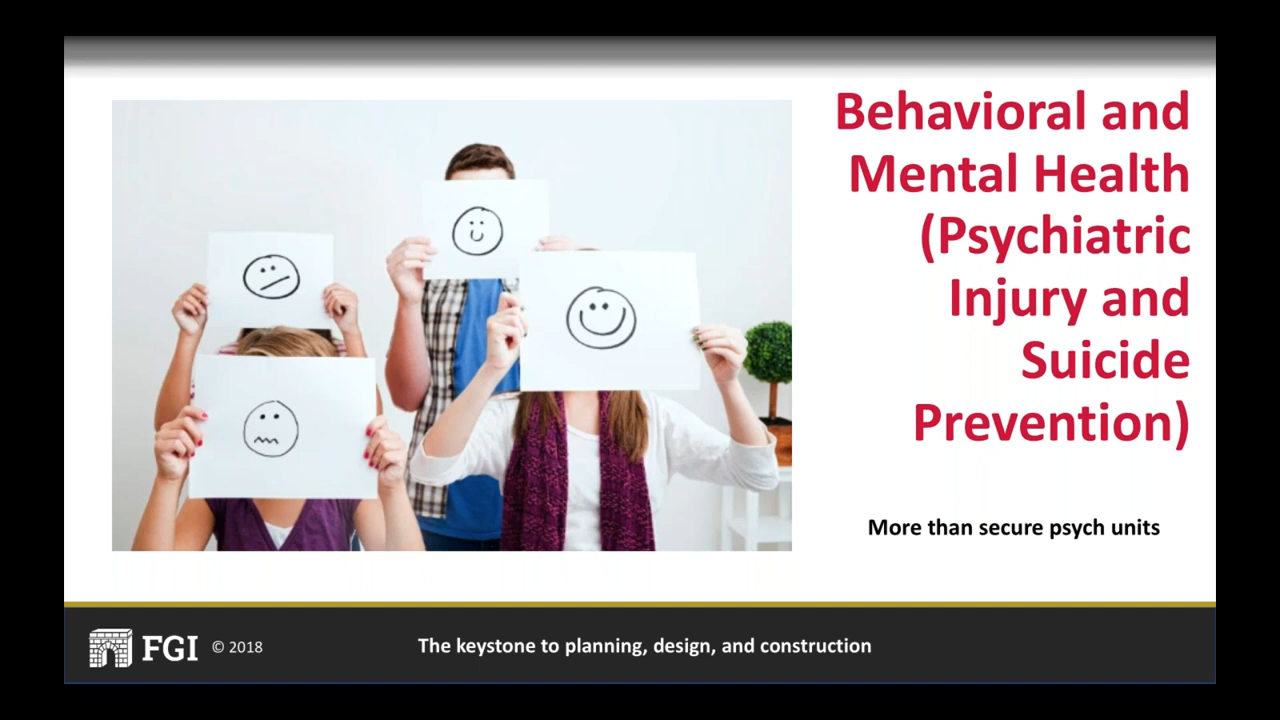 Behavioral and
Mental Health
(Psychiatric
Injury and
Suicide
Prevention)
More than secure psych units
FGI © 2018
The keystone to planning, design, and construction